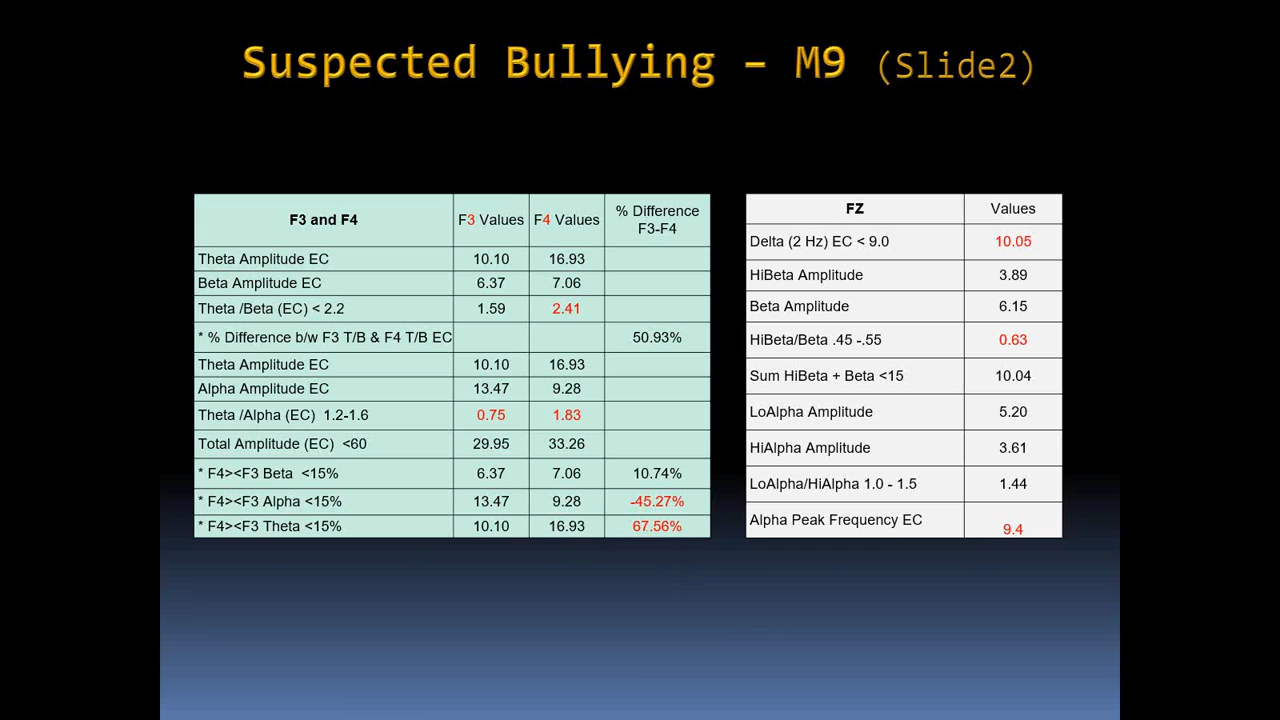 Suspected Bullying – M9 (Slide2)
F3 and F4 F3 Values F4 Values % Difference F3-F4
Theta Amplitude EC 10.10 16.93
Beta Amplitude EC 6.37 7.06
Theta /Beta (EC) < 2.2 1.59 2.41
* % Difference b/w F3 T/B & F4 T/B EC 50.93%
Theta Amplitude EC 10.10 16.93
Alpha Amplitude EC 13.47 9.28
Theta /Alpha (EC) 1.2-1.6 0.75 1.83
Total Amplitude (EC) <60 29.95 33.26
* F4><F3 Beta <15% 6.37 7.06 10.74%
* F4><F3 Alpha <15% 13.47 9.28 -45.27%
* F4><F3 Theta <15% 10.10 16.93 67.56%
FZ Values
Delta (2 Hz) EC < 9.0 10.05
HiBeta Amplitude 3.89
Beta Amplitude 6.15
HiBeta/Beta .45 -.55 0.63
Sum HiBeta + Beta <15 10.04
LoAlpha Amplitude 5.20
HiAlpha Amplitude 3.61
LoAlpha/HiAlpha 1.0 - 1.5 1.44
Alpha Peak Frequency EC 9.4